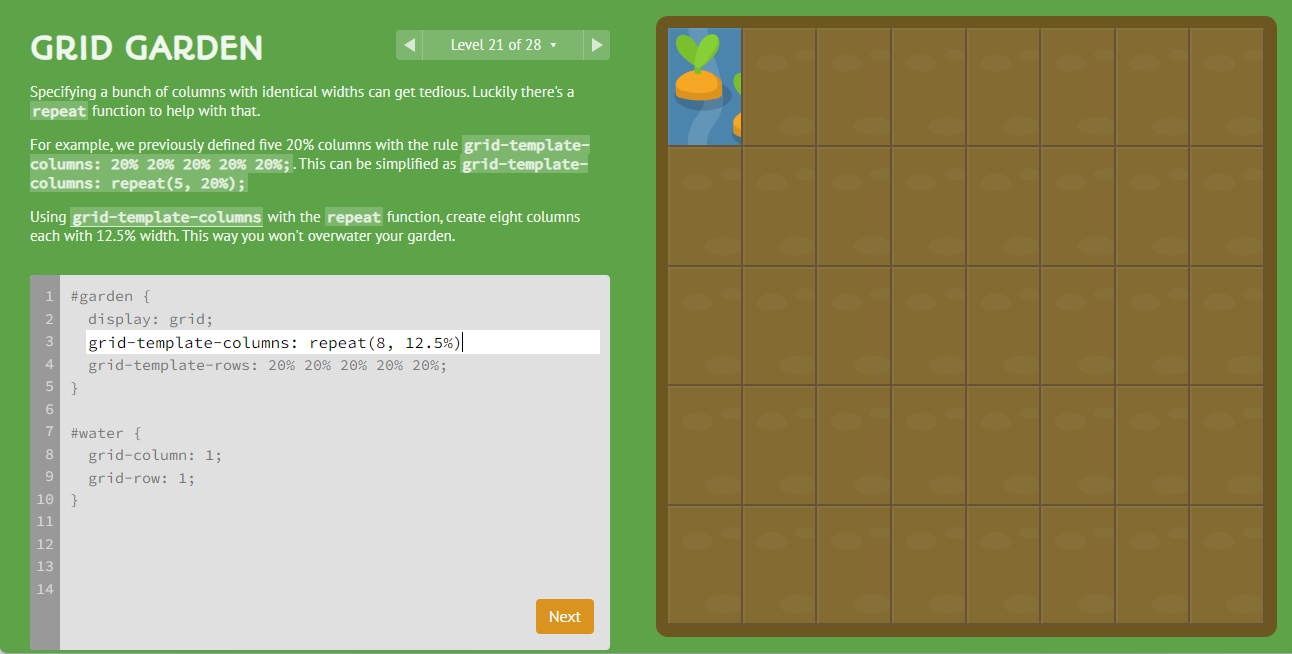 GRID GARDEN
Level 21 of 28
Specifying a bunch of columns with identical widths can get tedious. Luckily there's a
repeat function to help with that.
For example, we previously defined five 20% columns with the rule grid-template-
columns: 20% 20% 20% 20% 20%;. This can be simplified as grid-template-
columns: repeat(5, 20%);
Using grid-template-columns with the repeat function, create eight columns
each with 12.5% width. This way you won't overwater your garden.
1 #garden {
2 display: grid;
3 grid-template-columns: repeat(8, 12.5%)
4 grid-template-rows: 20% 20% 20% 20% 20%;
5 }
6
7 #water {
8 grid-column: 1;
9 grid-row: 1;
10 }
11
12
13
14
Next